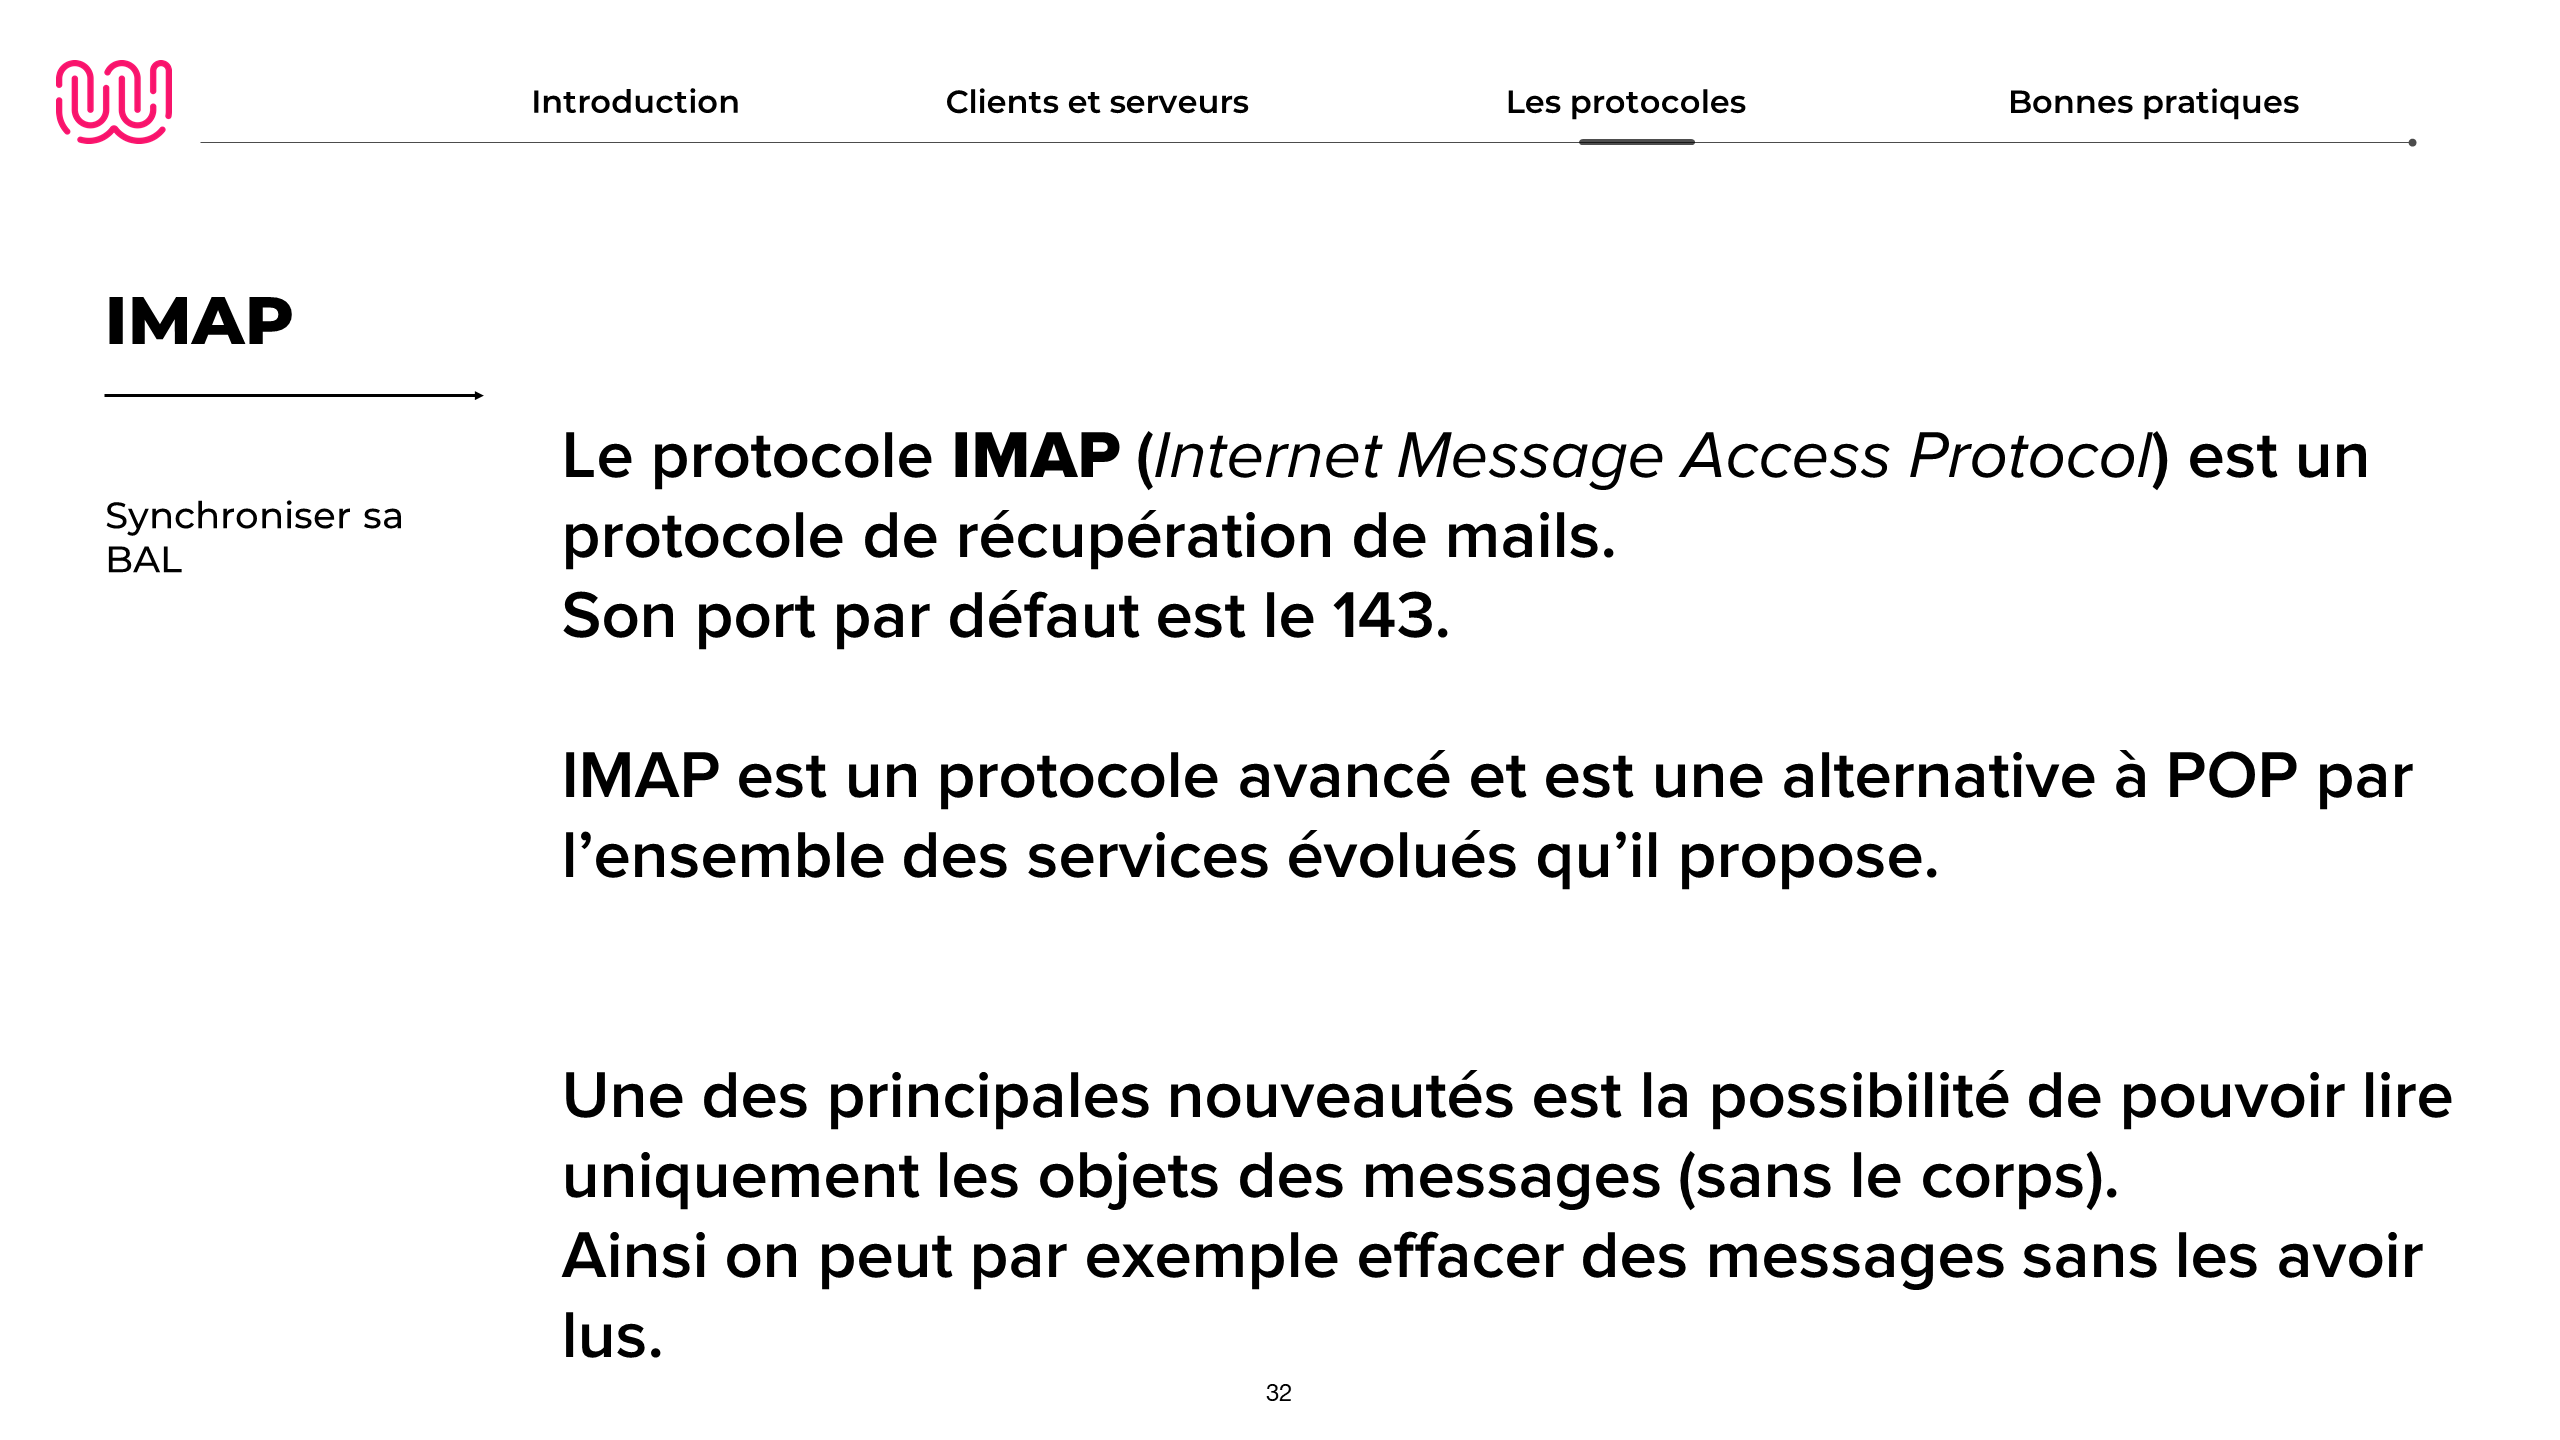 Introduction
Clients et serveurs
Les protocoles
Bonnes pratiques
IMAP
Synchroniser sa
BAL
Le protocole IMAP (Internet Message Access Protocol) est un
protocole de récupération de mails.
Son port par défaut est le 143.
IMAP est un protocole avancé et est une alternative à POP par
l’ensemble des services évolués qu’il propose.
Une des principales nouveautés est la possibilité de pouvoir lire
uniquement les objets des messages (sans le corps).
Ainsi on peut par exemple effacer des messages sans les avoir
lus.
32